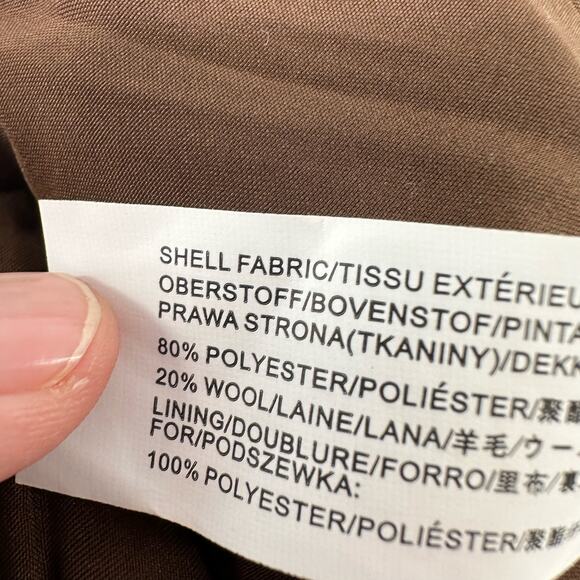 SHELL FABRIC/TISSU EXTÉRIEU
OBERSTOFF/BOVENSTOF/PINTA
PRAWA STRONA(TKANINY)/DEKK
80% POLYESTER/POLIÉSTER/聚酯
20% WOOL/LAINE/LANA/羊毛/ウー
LINING/DOUBLURE/FORRO/里布/裏
FOR/PODSZEWKA:
100% POLYESTER/POLIÉSTER/聚酯